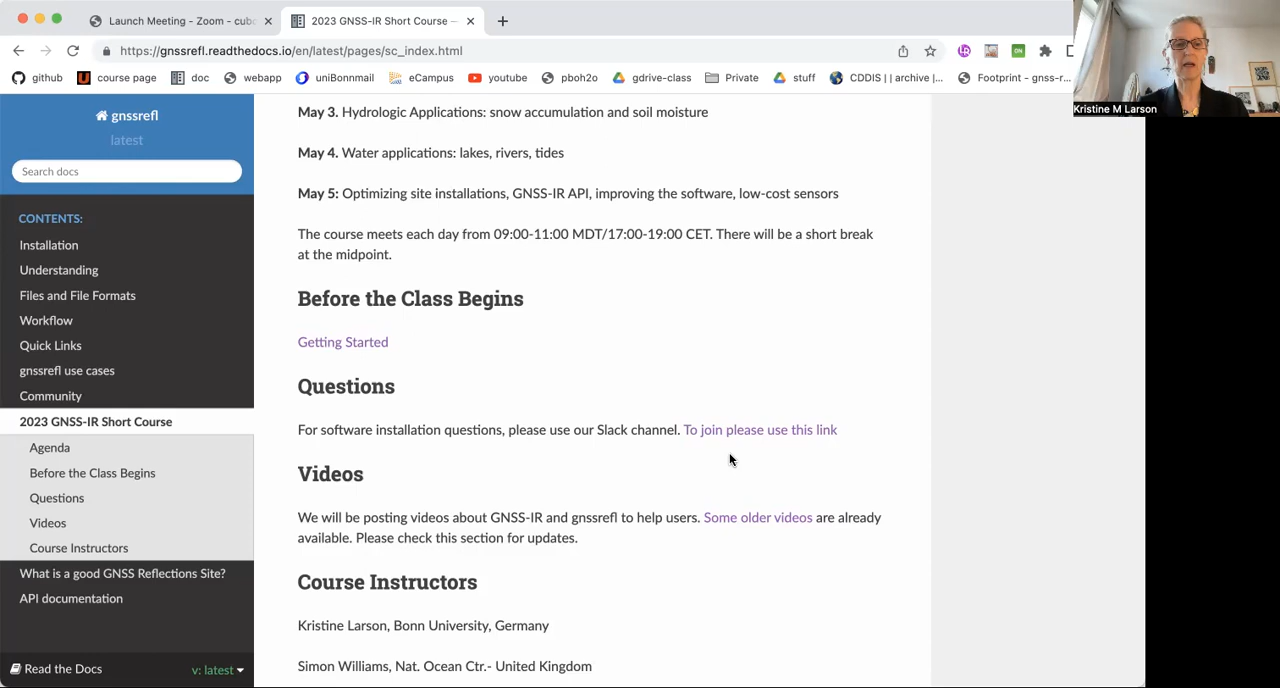 Launch Meeting - Zoom - cubo
2023 GNSS-IR Short Course —
https://gnssrefl.readthedocs.io/en/latest/pages/sc_index.html
github
course page
doc
webapp
uniBonnmail
eCampus
youtube
pboh2o
gdrive-class
Private
stuff
CDDIS | | archive |...
Footprint - gnss-r...
Kristine M Larson
gnssrefl
latest
Search docs
CONTENTS:
Installation
Understanding
Files and File Formats
Workflow
Quick Links
gnssrefl use cases
Community
2023 GNSS-IR Short Course
Agenda
Before the Class Begins
Questions
Videos
Course Instructors
What is a good GNSS Reflections Site?
API documentation
Read the Docs
v: latest
May 3. Hydrologic Applications: snow accumulation and soil moisture
May 4. Water applications: lakes, rivers, tides
May 5: Optimizing site installations, GNSS-IR API, improving the software, low-cost sensors
The course meets each day from 09:00-11:00 MDT/17:00-19:00 CET. There will be a short break
at the midpoint.
Before the Class Begins
Getting Started
Questions
For software installation questions, please use our Slack channel. To join please use this link
Videos
We will be posting videos about GNSS-IR and gnssrefl to help users. Some older videos are already
available. Please check this section for updates.
Course Instructors
Kristine Larson, Bonn University, Germany
Simon Williams, Nat. Ocean Ctr.- United Kingdom